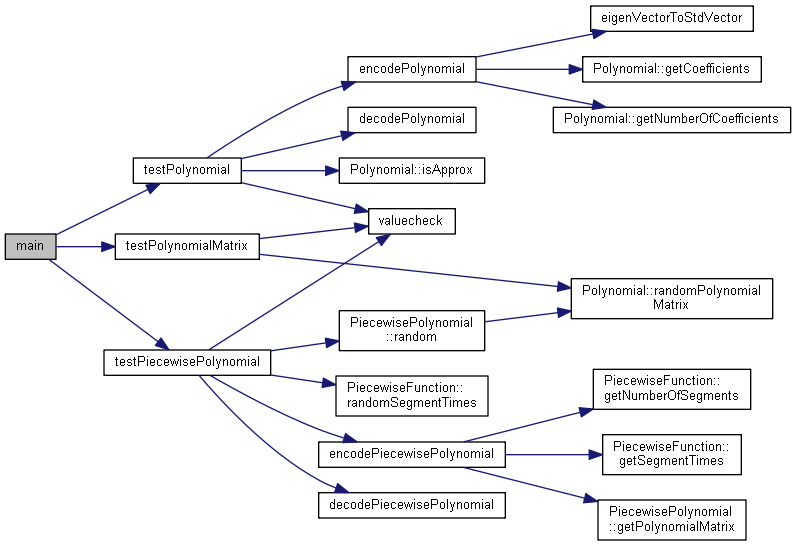 main
testPolynomial
testPolynomialMatrix
testPiecewisePolynomial
encodePolynomial
decodePolynomial
Polynomial::isApprox
valuecheck
PiecewisePolynomial
::random
PiecewiseFunction::
randomSegmentTimes
encodePiecewisePolynomial
decodePiecewisePolynomial
eigenVectorToStdVector
Polynomial::getCoefficients
Polynomial::getNumberOfCoefficients
Polynomial::randomPolynomial
Matrix
PiecewiseFunction::
getNumberOfSegments
PiecewiseFunction::
getSegmentTimes
PiecewisePolynomial
::getPolynomialMatrix